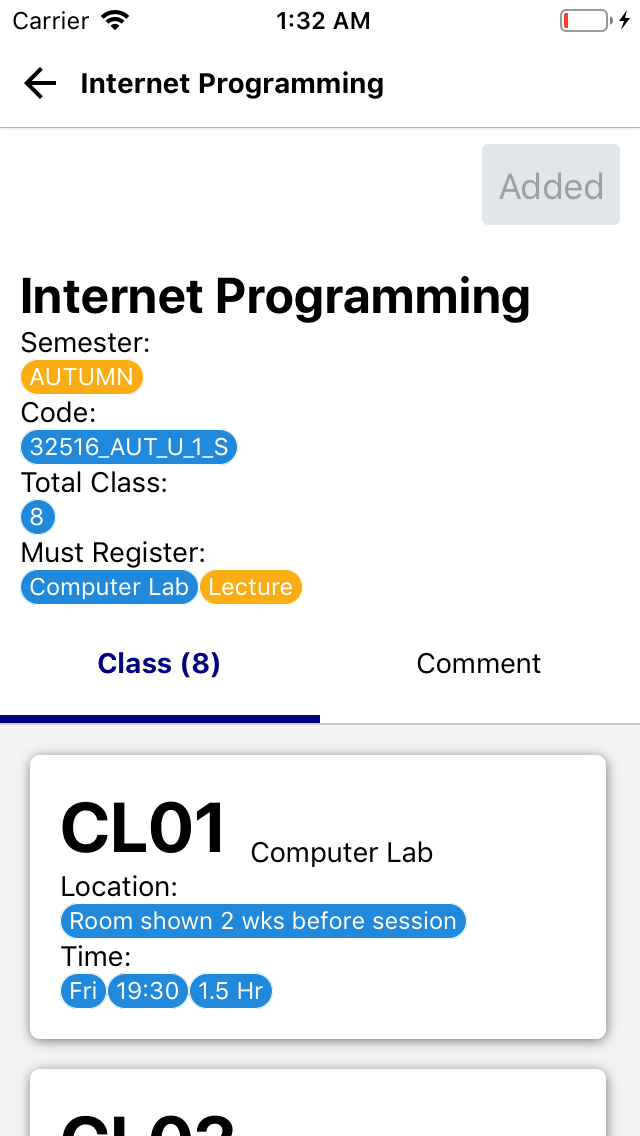 Carrier 1:32 AM
Internet Programming
Added
Internet Programming
Semester:
AUTUMN
Code:
32516_AUT_U_1_S
Total Class:
8
Must Register:
Computer Lab Lecture
Class (8) Comment
CL01 Computer Lab
Location:
Room shown 2 wks before session
Time:
Fri 19:30 1.5 Hr